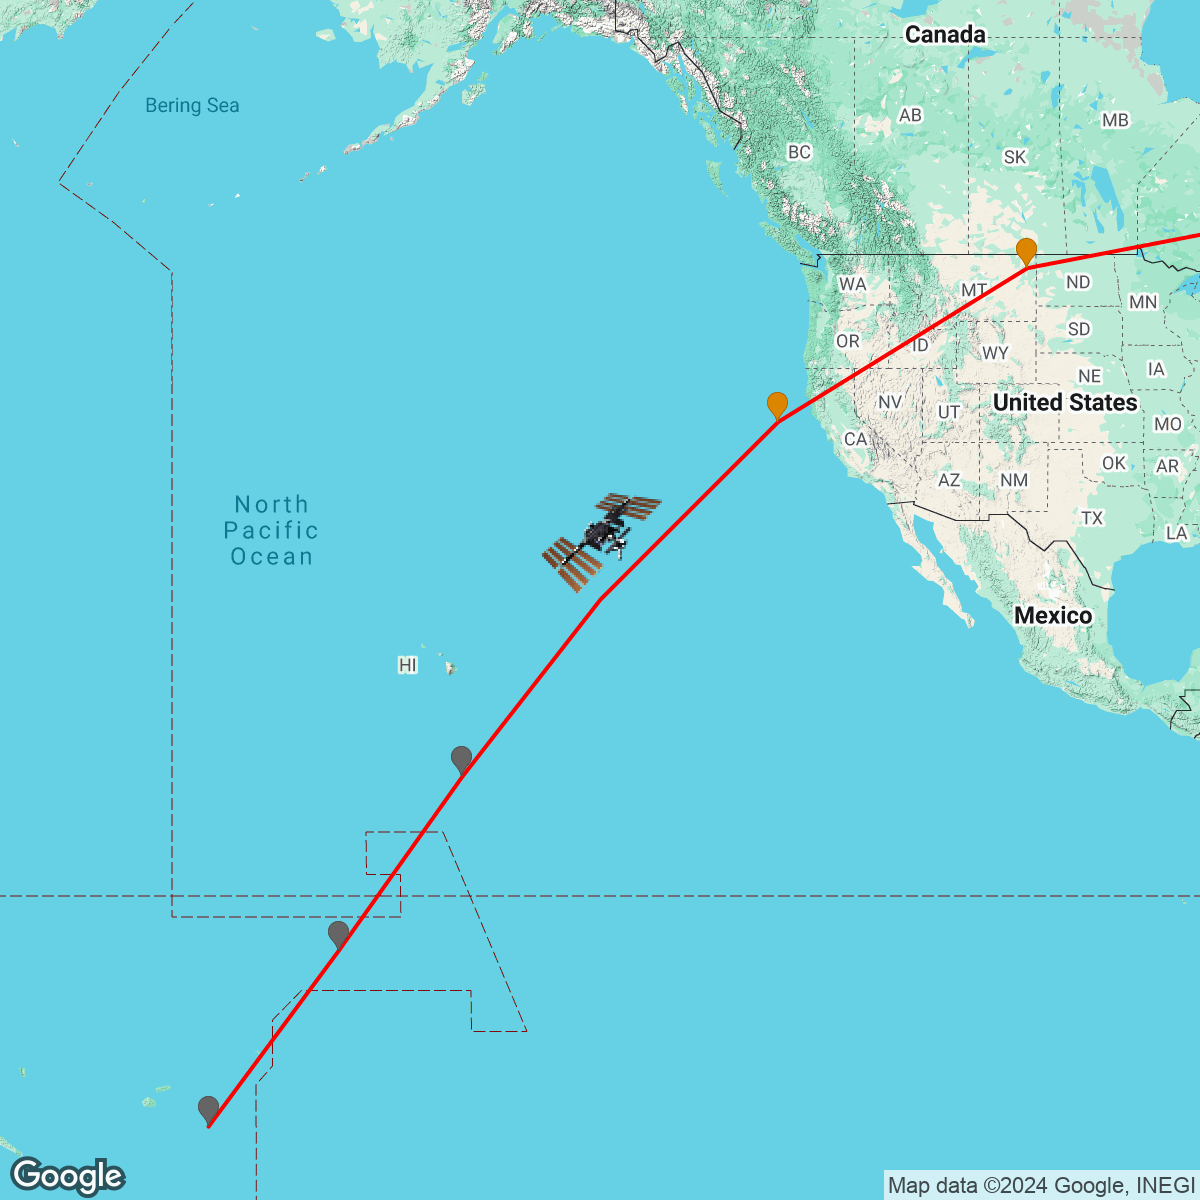 Canada
Bering Sea
AB
MB
BC
SK
WA
MT
ND
MN
OR
ID
SD
WY
IA
NE
United States
NV
UT
MO
CA
OK
AR
AZ
NM
North
Pacific
Ocean
TX
LA
Mexico
HI
Google
Map data ©2024 Google, INEGI